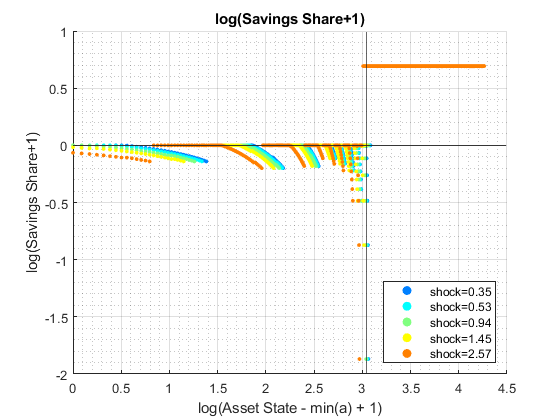 log(Savings Share+1)
1
0.5
0
-0.5
-1
-1.5
-2
log(Savings Share+1)
shock=0.35
shock=0.53
shock=0.94
shock=1.45
shock=2.57
0 0.5 1 1.5 2 2.5 3 3.5 4 4.5
log(Asset State - min(a) + 1)